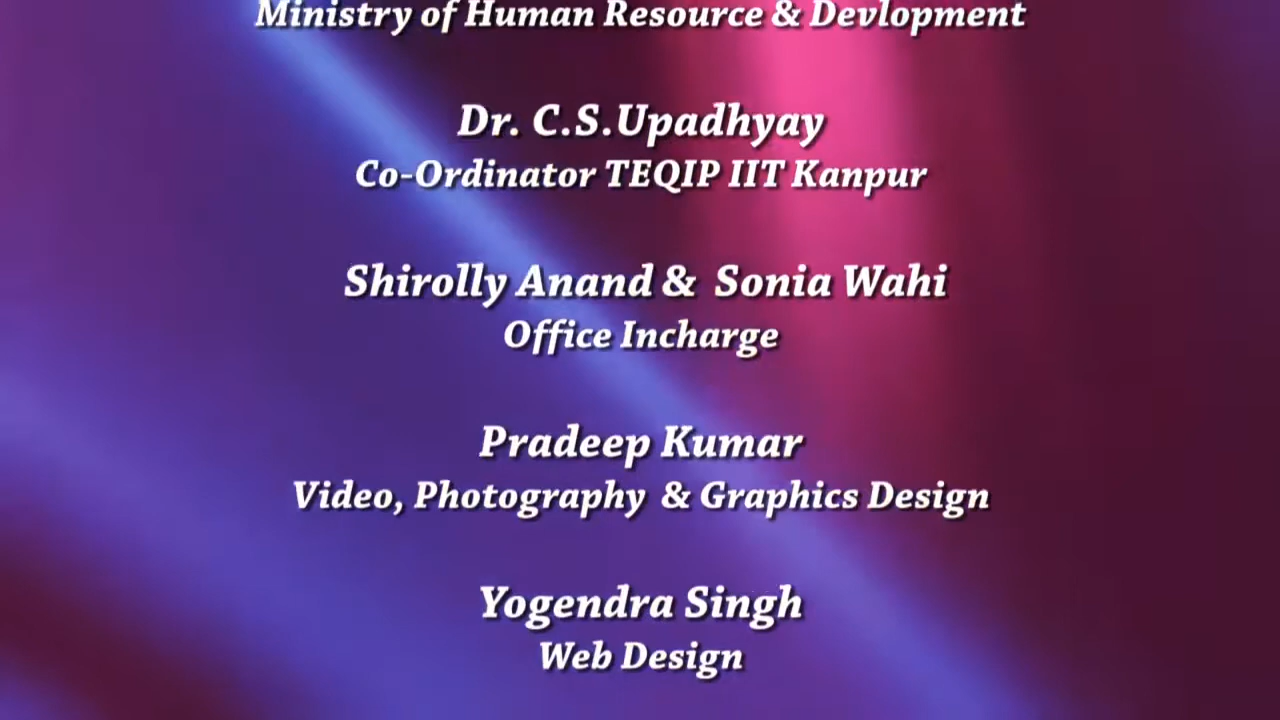 Ministry of Human Resource & Devlopment
Dr. C.S.Upadhyay
Co-Ordinator TEQIP IIT Kanpur
Shirolly Anand & Sonia Wahi
Office Incharge
Pradeep Kumar
Video, Photography & Graphics Design
Yogendra Singh
Web Design